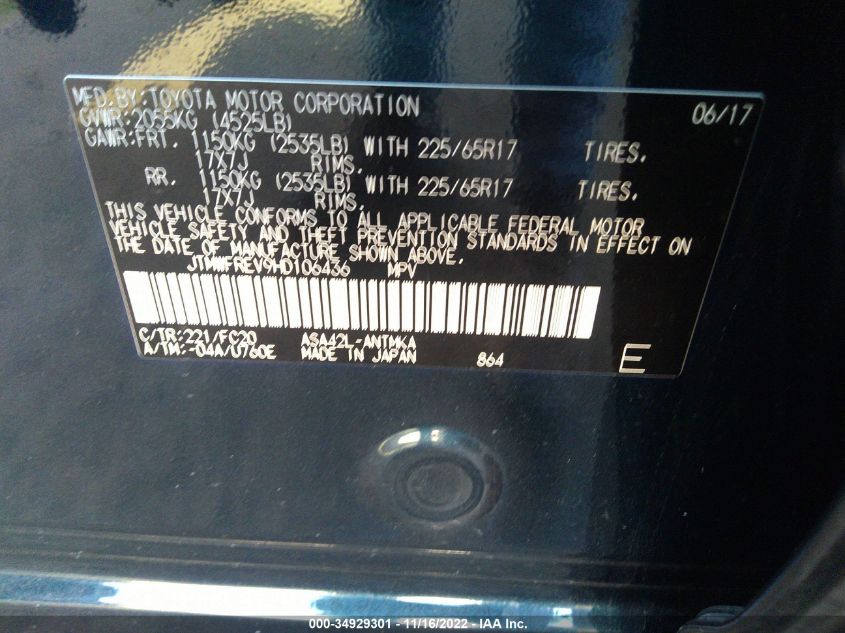 MFD.BY:TOYOTA MOTOR CORPORATION 06/17
GVWR:2055KG (4525LB)
GAWR:FRT. 1150KG (2535LB) WITH 225/65R17 TIRES.
17X7J RIMS.
RR. 1150KG (2535LB) WITH 225/65R17 TIRES.
17X7J RIMS.
THIS VEHICLE CONFORMS TO ALL APPLICABLE FEDERAL MOTOR
VEHICLE SAFETY AND THEFT PREVENTION STANDARDS IN EFFECT ON
THE DATE OF MANUFACTURE SHOWN ABOVE.
JTMWFREV9HD106436 MPV
C/TR:221/FC20 ASA42L-ANTMKA
A/TM:-04A/U760E MADE IN JAPAN 864 E
000-34929301 - 11/16/2022 - IAA Inc.